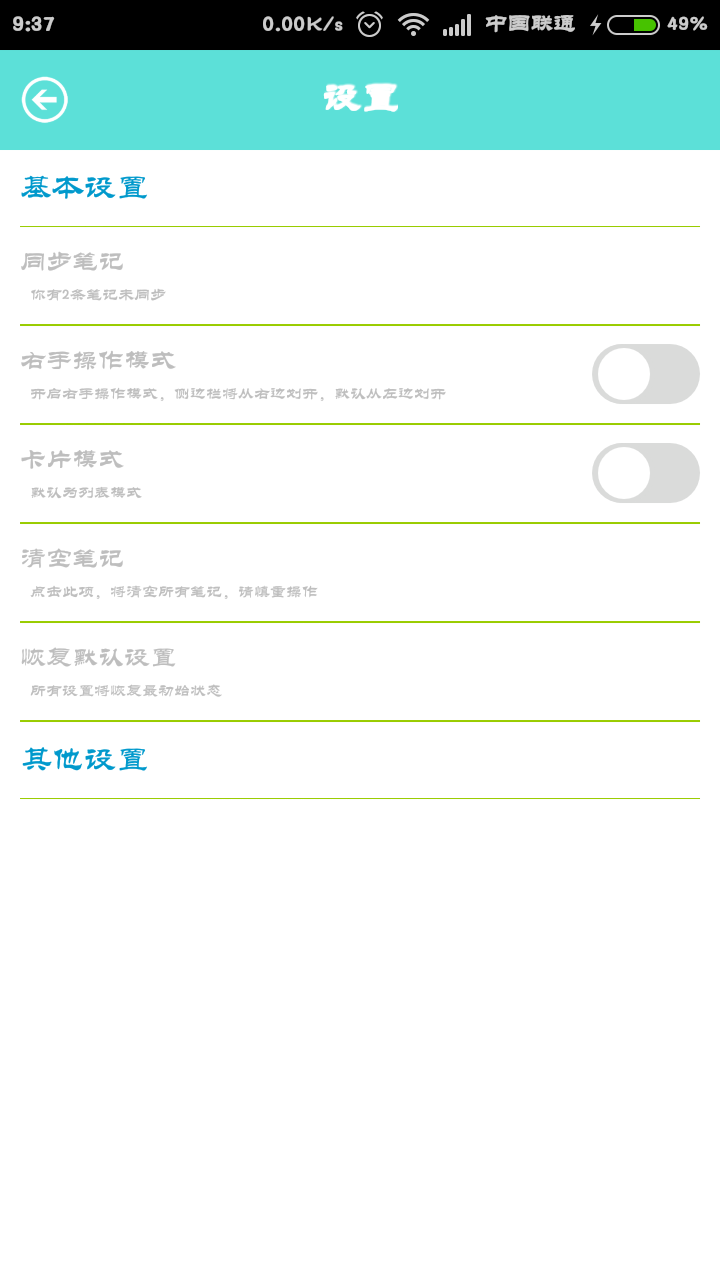 9:37 0.00K/s 中国联通 49%
设置
基本设置
同步笔记
你有2条笔记未同步
右手操作模式
开启右手操作模式，侧边栏将从右边划开，默认从左边划开
卡片模式
默认为列表模式
清空笔记
点击此项，将清空所有笔记，请慎重操作
恢复默认设置
所有设置将恢复最初始状态
其他设置